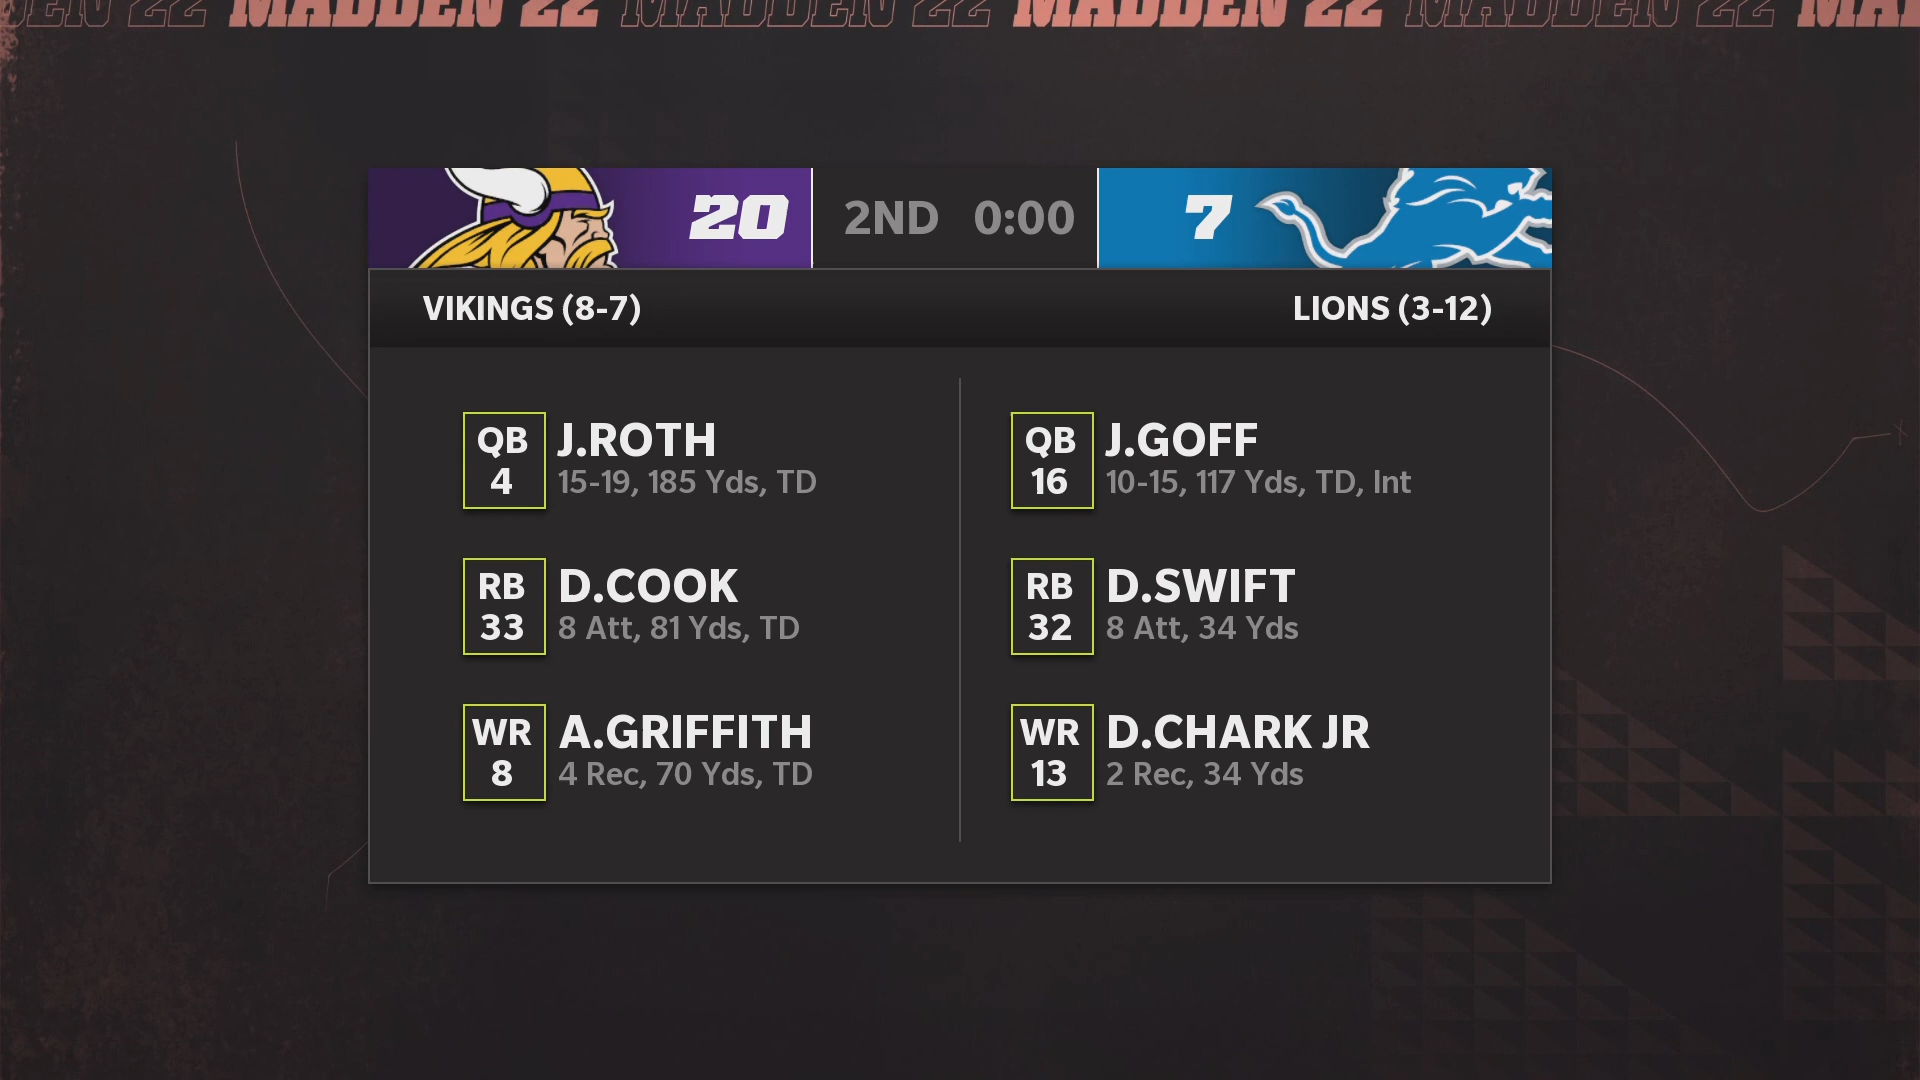 EN 22 MADDEN 22 MADDEN 22 MADDEN 22 MADDEN 22 MA
20 2ND 0:00 7
VIKINGS (8-7) LIONS (3-12)
QB J.ROTH
4 15-19, 185 Yds, TD
QB J.GOFF
16 10-15, 117 Yds, TD, Int
RB D.COOK
33 8 Att, 81 Yds, TD
RB D.SWIFT
32 8 Att, 34 Yds
WR A.GRIFFITH
8 4 Rec, 70 Yds, TD
WR D.CHARK JR
13 2 Rec, 34 Yds